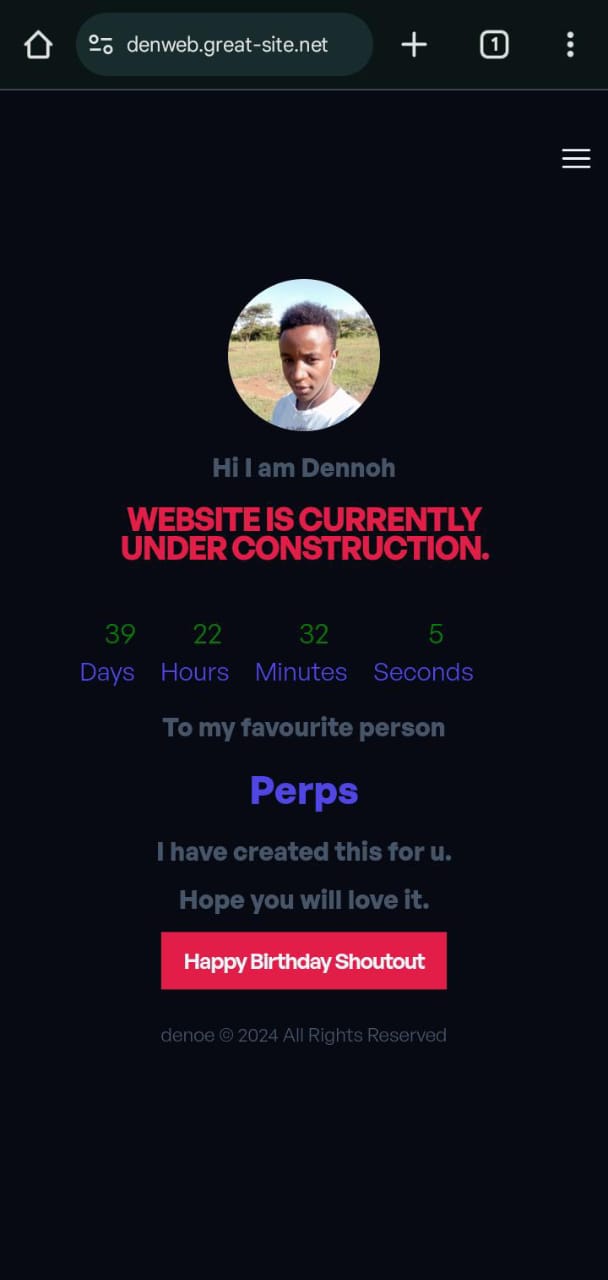 denweb.great-site.net
1
Hi I am Dennoh
WEBSITE IS CURRENTLY
UNDER CONSTRUCTION.
39 22 32 5
Days Hours Minutes Seconds
To my favourite person
Perps
I have created this for u.
Hope you will love it.
Happy Birthday Shoutout
denoe © 2024 All Rights Reserved